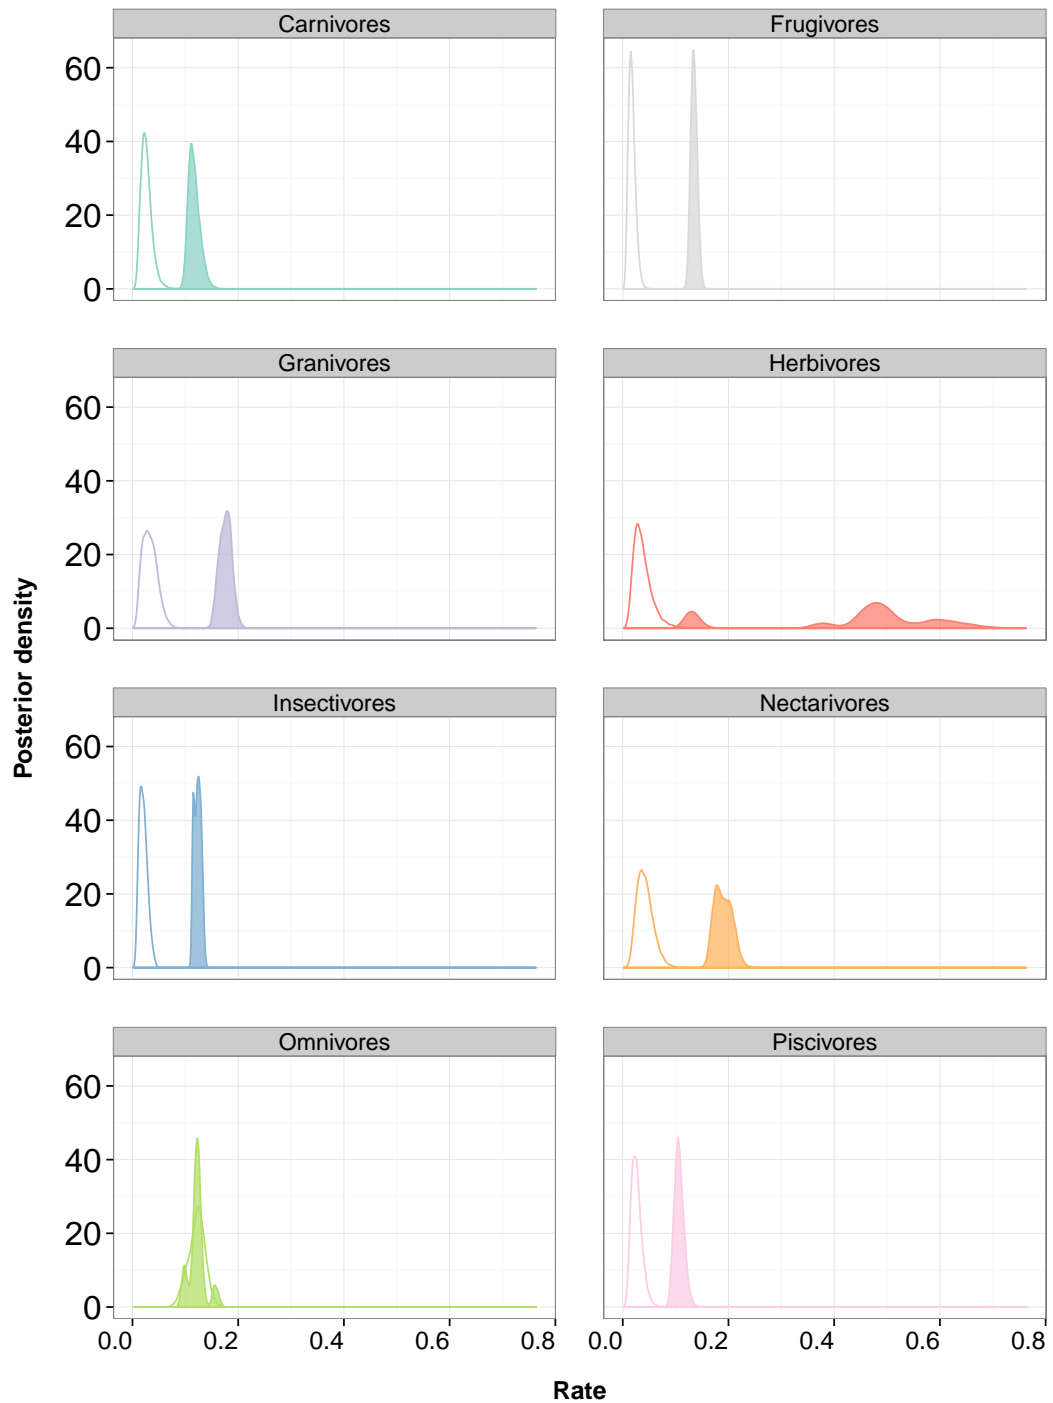 Carnivores Frugivores
60
40
20
0
Granivores Herbivores
60
40
20
0
Posterior density
Insectivores Nectarivores
60
40
20
0
Omnivores Piscivores
60
40
20
0
0.0 0.2 0.4 0.6 0.8 0.0 0.2 0.4 0.6 0.8
Rate